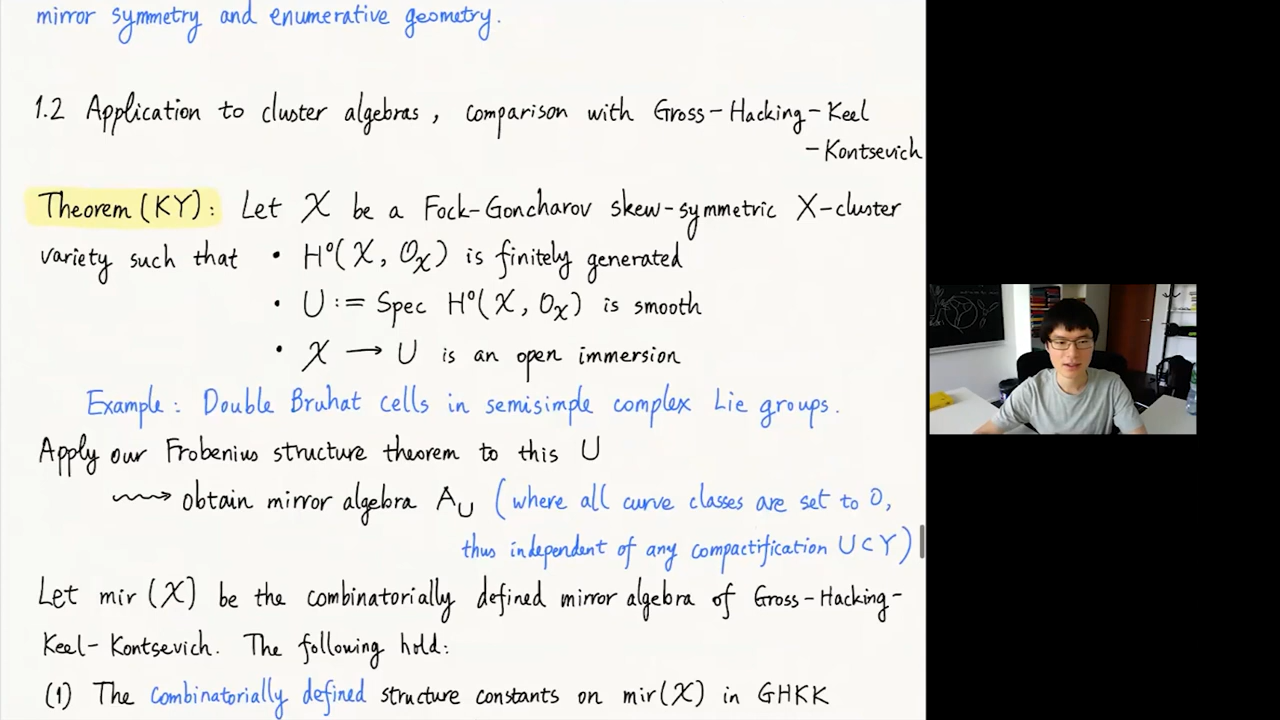 mirror symmetry and enumerative geometry.
1.2 Application to cluster algebras, comparison with Gross-Hacking-Keel
-Kontsevich
Theorem (KY): Let X be a Fock-Goncharov skew-symmetric X-cluster
variety such that • H⁰(X, O_X) is finitely generated
• U := Spec H⁰(X, O_X) is smooth
• X ⟶ U is an open immersion
Example: Double Bruhat cells in semisimple complex Lie groups.
Apply our Frobenius structure theorem to this U
⟿ obtain mirror algebra A_U (where all curve classes are set to 0,
thus independent of any compactification U⊂Y)
Let mir (X) be the combinatorially defined mirror algebra of Gross-Hacking-
Keel-Kontsevich. The following hold:
(1) The combinatorially defined structure constants on mir(X) in GHKK